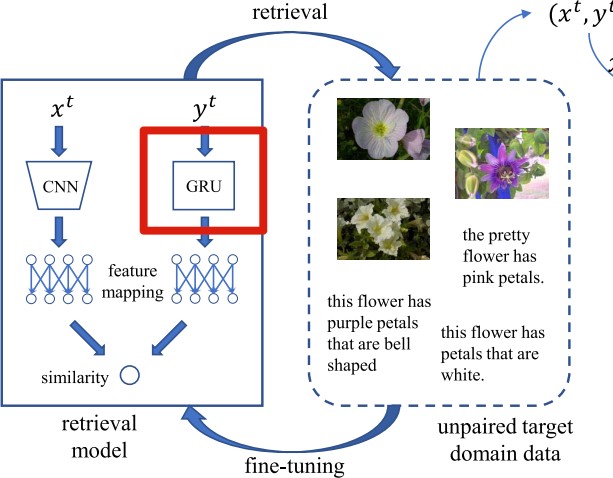 retrieval
(x^t, y^t
x^t
y^t
CNN
GRU
feature
mapping
similarity
the pretty
flower has
pink petals.
this flower has
purple petals
that are bell
shaped
this flower has
petals that are
white.
retrieval
model
unpaired target
domain data
fine-tuning